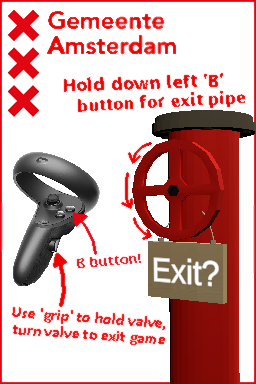 Gemeente
Amsterdam
Hold down left 'B'
button for exit pipe
B button!
Exit?
Use 'grip' to hold valve,
turn valve to exit game